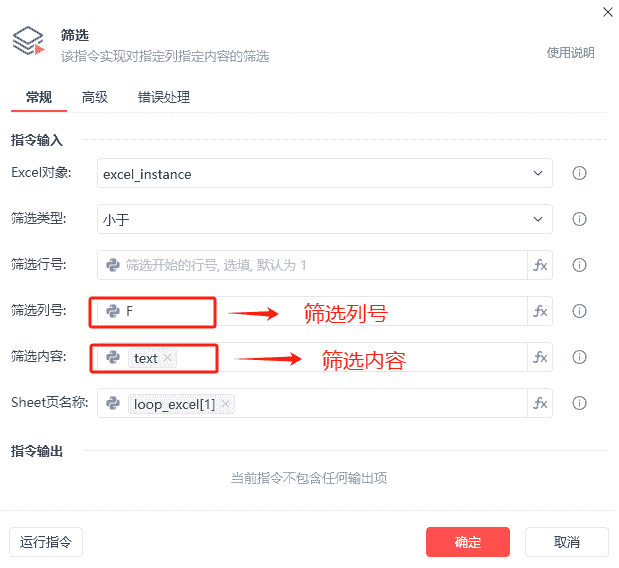 筛选
该指令实现对指定列指定内容的筛选
使用说明
常规 高级 错误处理
指令输入
Excel对象: excel_instance
筛选类型: 小于
筛选行号: 筛选开始的行号, 选填, 默认为 1 fx
筛选列号: F 筛选列号 fx
筛选内容: text × 筛选内容 fx
Sheet页名称: loop_excel[1] × fx
指令输出
当前指令不包含任何输出项
运行指令 确定 取消